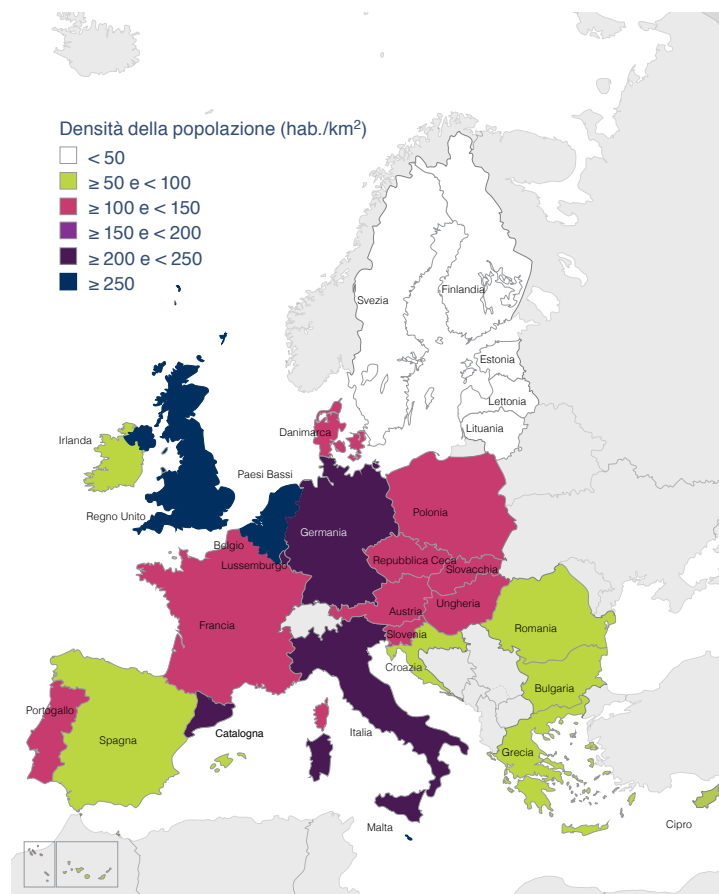 Densità della popolazione (hab./km²)
< 50
≥ 50 e < 100
≥ 100 e < 150
≥ 150 e < 200
≥ 200 e < 250
≥ 250
Svezia
Finlandia
Estonia
Lettonia
Lituania
Danimarca
Irlanda
Paesi Bassi
Polonia
Regno Unito
Germania
Belgio
Lussemburgo
Repubblica Ceca
Slovacchia
Ungheria
Austria
Francia
Slovenia
Romania
Croazia
Bulgaria
Portogallo
Spagna
Catalogna
Italia
Grecia
Malta
Cipro